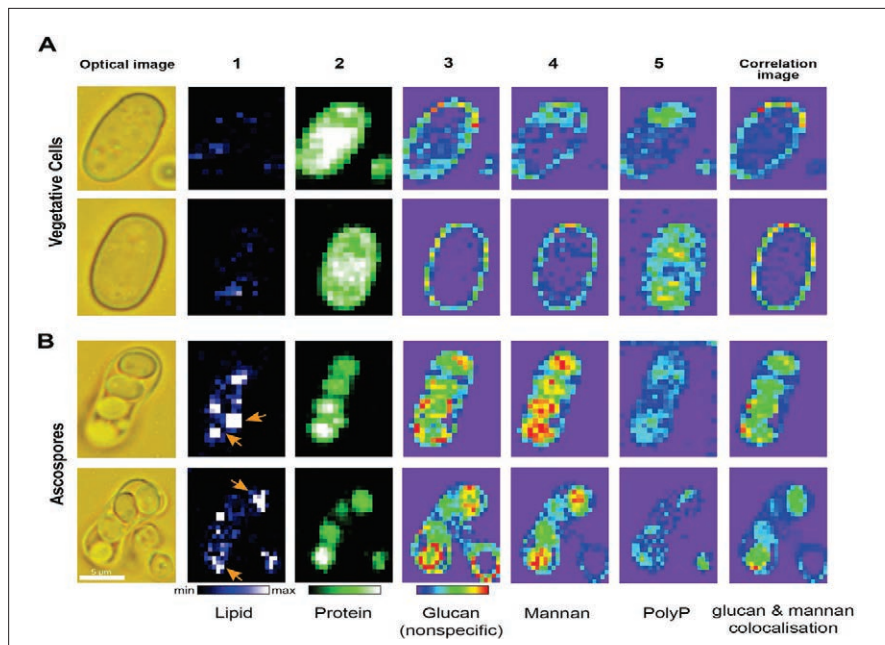 A
Optical image 1 2 3 4 5 Correlation image
Vegetative Cells
B
Ascospores
5 μm
min max
Lipid Protein Glucan (nonspecific) Mannan PolyP glucan & mannan colocalisation